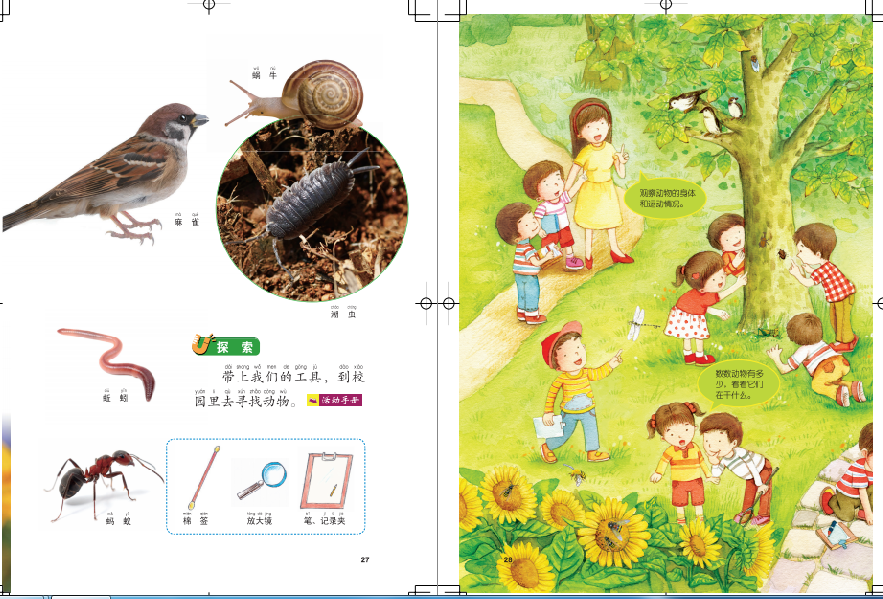 wō niú
蜗 牛
má què
麻 雀
cháo chóng
潮 虫
探 索
dài shàng wǒ men de gōng jù dào xiào
带上我们的工具，到校
yuán lǐ qù xún zhǎo dòng wù
园里去寻找动物。
活动手册
qiū yǐn
蚯 蚓
mǎ yǐ
蚂 蚁
mián qiān
棉 签
fàng dà jìng
放大镜
笔、记录夹
27
观察动物的身体
和运动情况。
数数动物有多
少，看看它们
在干什么。
28